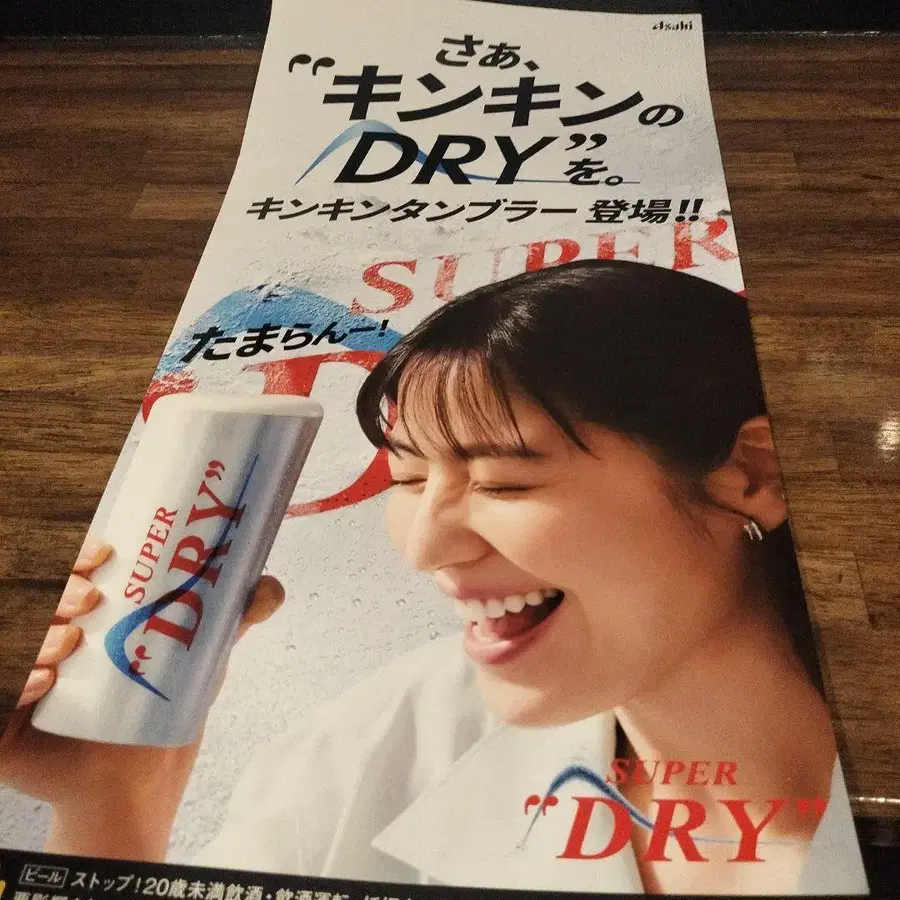 Asahi
さあ、
“キンキンの
DRY”を。
キンキンタンブラー 登場!!
SUPER
たまらんー!
D
SUPER
“DRY”
SUPER
“DRY”
ビール ストップ!20歳未満飲酒・飲酒運転